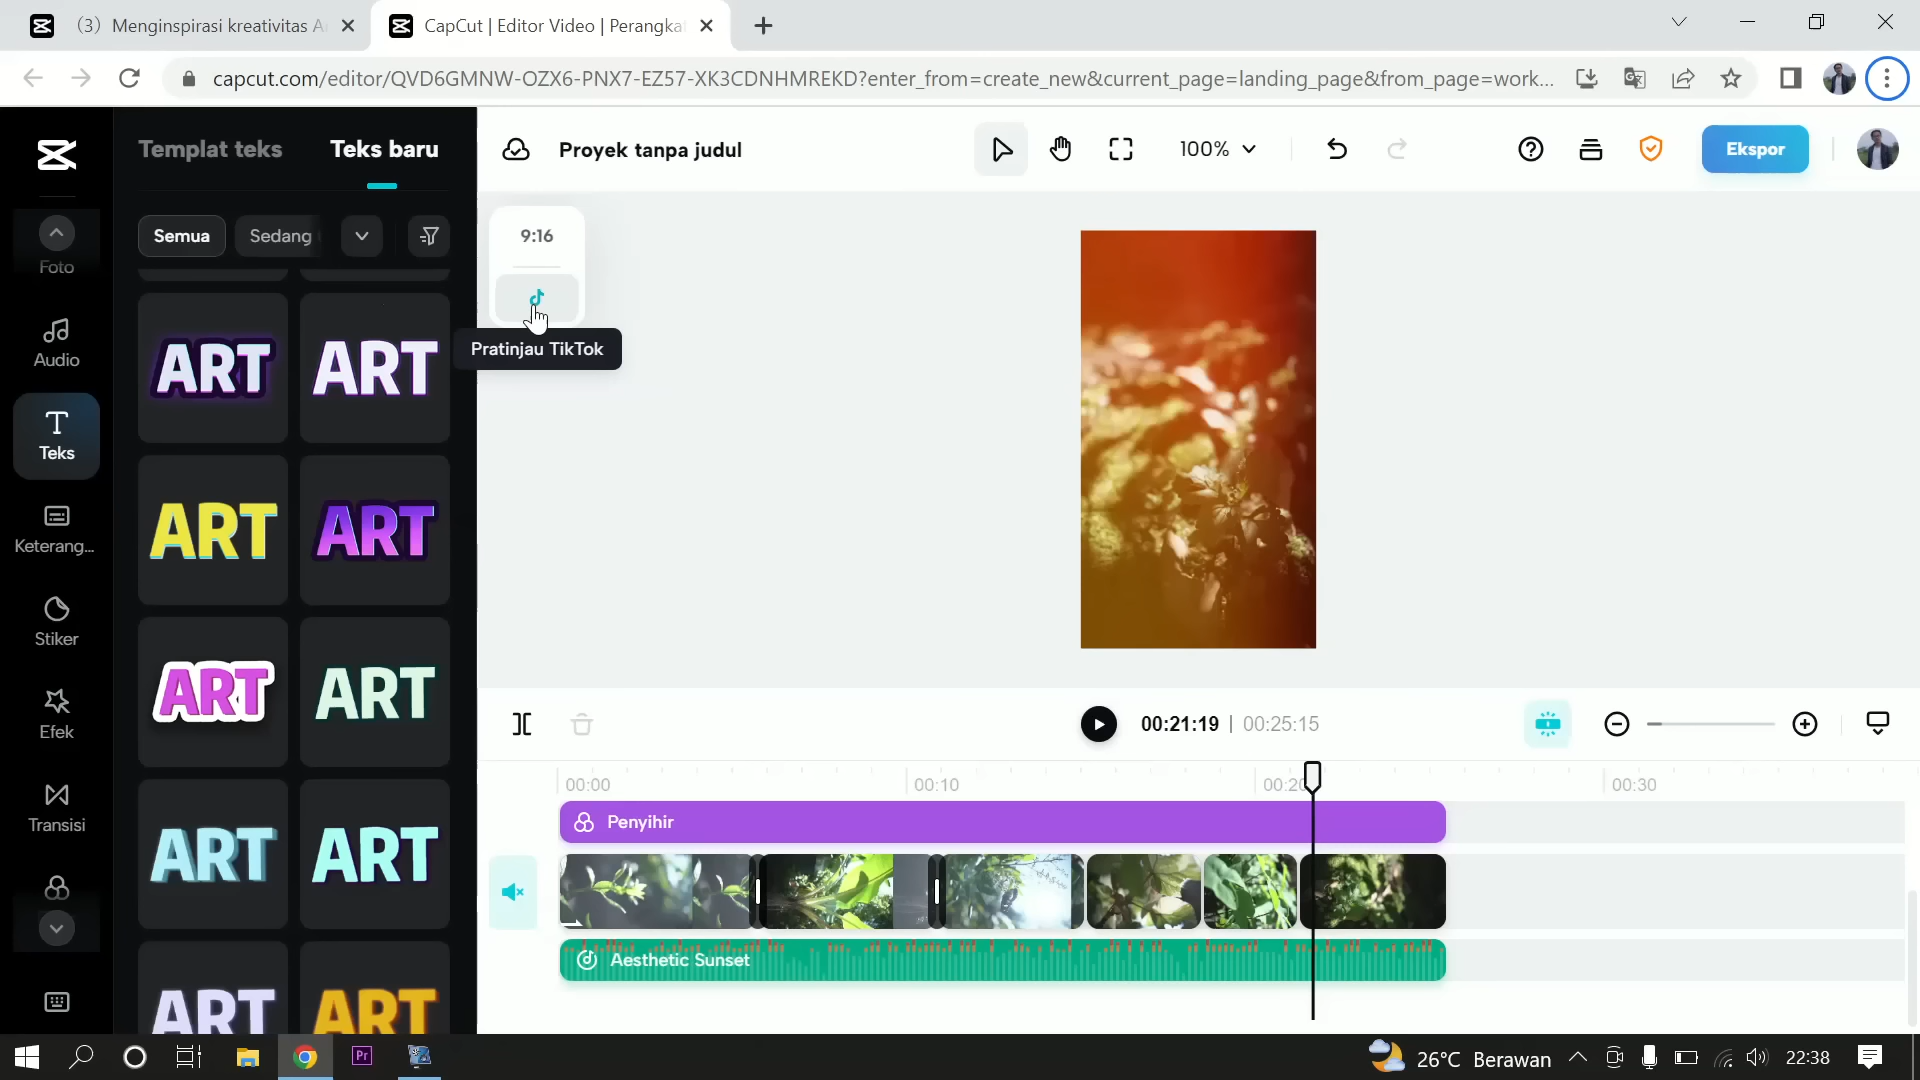 (3) Menginspirasi kreativitas A
CapCut | Editor Video | Perangka
capcut.com/editor/QVD6GMNW-OZX6-PNX7-EZ57-XK3CDNHMREKD?enter_from=create_new&current_page=landing_page&from_page=work...
Templat teks
Teks baru
Proyek tanpa judul
100%
Ekspor
Semua
Sedang
9:16
Pratinjau TikTok
Foto
Audio
Teks
Keterang...
Stiker
Efek
Transisi
ART
ART
ART
ART
ART
ART
ART
ART
ART
ART
00:21:19 | 00:25:15
00:00
00:10
00:20
00:30
Penyihir
Aesthetic Sunset
Pr
26°C Berawan
22:38